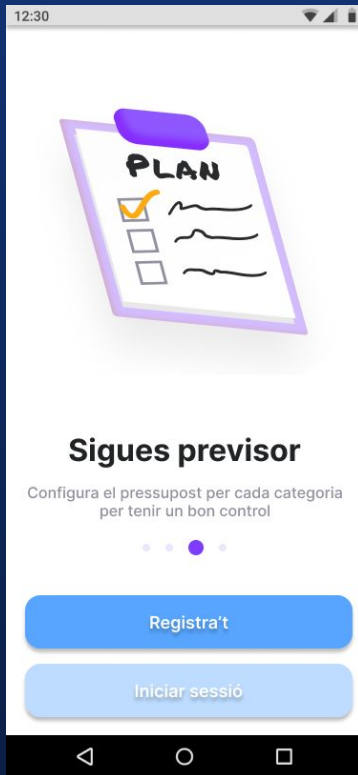 12:30
PLAN
Sigues previsor
Configura el pressupost per cada categoria
per tenir un bon control
Registra't
Iniciar sessió